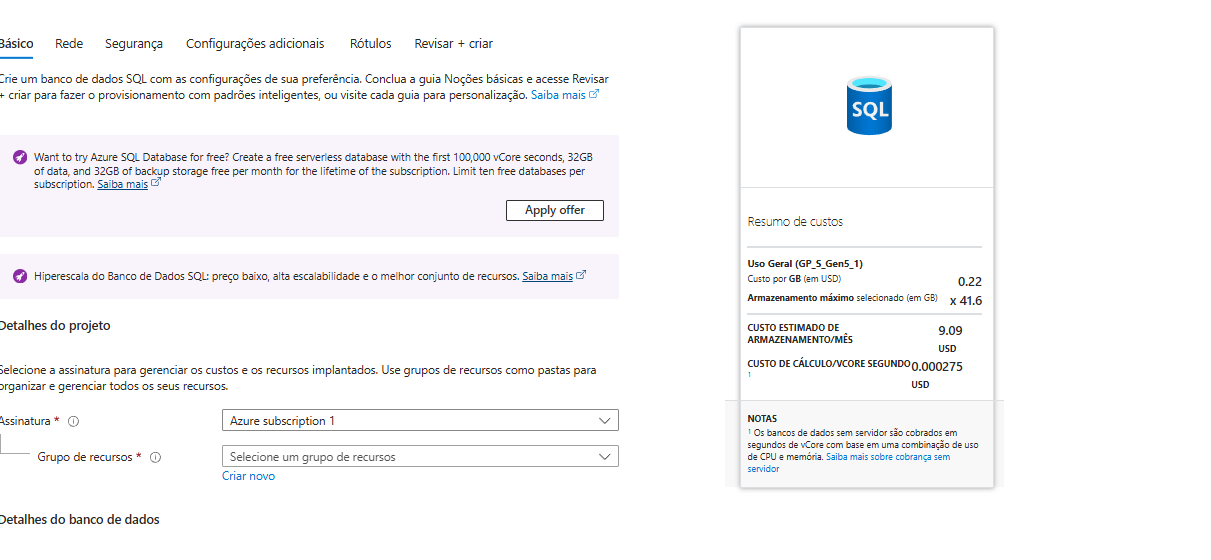 Básico Rede Segurança Configurações adicionais Rótulos Revisar + criar
Crie um banco de dados SQL com as configurações de sua preferência. Conclua a guia Noções básicas e acesse Revisar
+ criar para fazer o provisionamento com padrões inteligentes, ou visite cada guia para personalização. Saiba mais
Want to try Azure SQL Database for free? Create a free serverless database with the first 100,000 vCore seconds, 32GB
of data, and 32GB of backup storage free per month for the lifetime of the subscription. Limit ten free databases per
subscription. Saiba mais
Apply offer
Hiperescala do Banco de Dados SQL: preço baixo, alta escalabilidade e o melhor conjunto de recursos. Saiba mais
Detalhes do projeto
Selecione a assinatura para gerenciar os custos e os recursos implantados. Use grupos de recursos como pastas para
organizar e gerenciar todos os seus recursos.
Assinatura *
Azure subscription 1
Grupo de recursos *
Selecione um grupo de recursos
Criar novo
Detalhes do banco de dados
SQL
Resumo de custos
Uso Geral (GP_S_Gen5_1)
Custo por GB (em USD) 0.22
Armazenamento máximo selecionado (em GB) x 41.6
CUSTO ESTIMADO DE 9.09
ARMAZENAMENTO/MÊS
USD
CUSTO DE CÁLCULO/VCORE SEGUNDO 0.000275
1
USD
NOTAS
1 Os bancos de dados sem servidor são cobrados em
segundos de vCore com base em uma combinação de uso
de CPU e memória. Saiba mais sobre cobrança sem
servidor